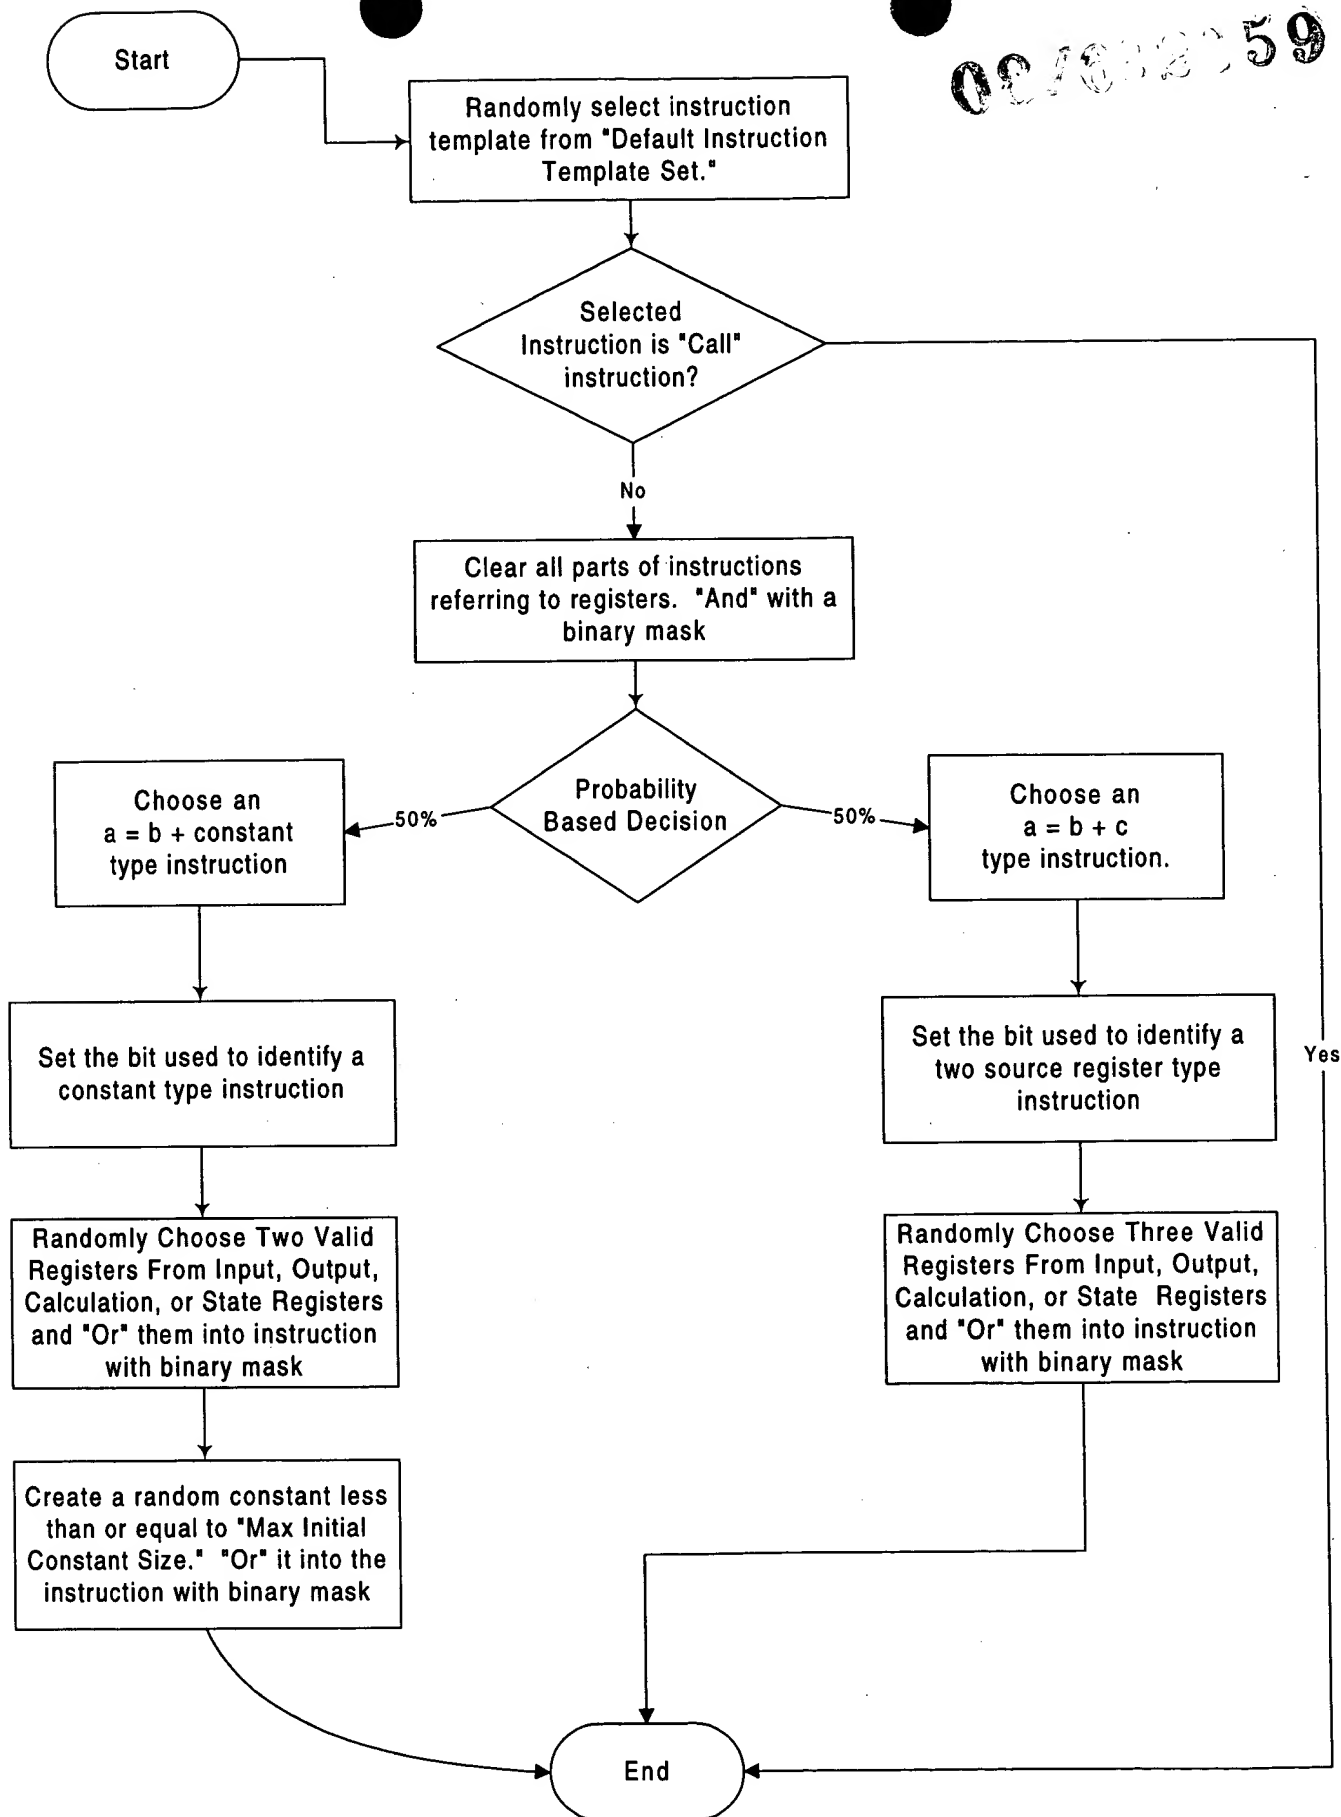 Start
59
Randomly select instruction
template from "Default Instruction
Template Set."
Selected
Instruction is "Call"
instruction?
No
Clear all parts of instructions
referring to registers.  "And" with a
binary mask
Probability
Based Decision
50%
50%
Choose an
a = b + constant
type instruction
Choose an
a = b + c
type instruction.
Set the bit used to identify a
constant type instruction
Set the bit used to identify a
two source register type
instruction
Yes
Randomly Choose Two Valid
Registers From Input, Output,
Calculation, or State Registers
and "Or" them into instruction
with binary mask
Randomly Choose Three Valid
Registers From Input, Output,
Calculation, or State  Registers
and "Or" them into instruction
with binary mask
Create a random constant less
than or equal to "Max Initial
Constant Size."  "Or" it into the
instruction with binary mask
End